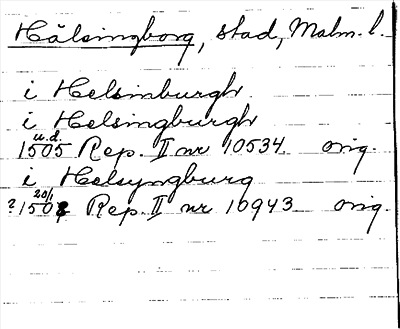 Hälsingborg, stad, Malm. l.
i Helsinburgh
i Helsingburgh
u.d.
1505 Rep. II nr 10534 orig.
i Helsyngburg
20/1
? 1508 Rep. II nr 10943 orig.